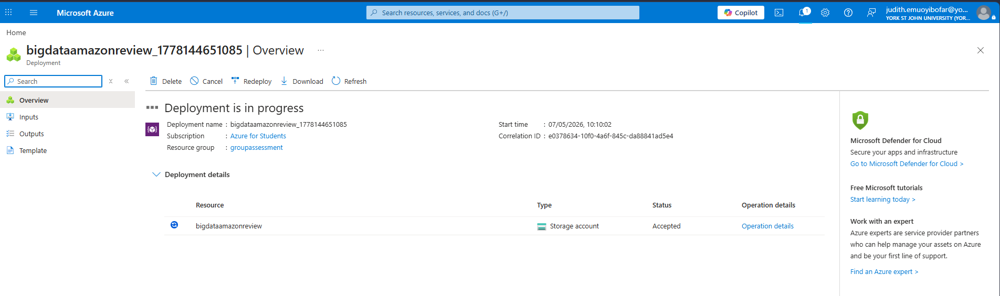 Microsoft Azure
Search resources, services, and docs (G+/)
Copilot
1
judith.emuoyibofar@yo...
YORK ST JOHN UNIVERSITY (YOR...
Home
bigdataamazonreview_1778144651085 | Overview ...
Deployment
Search
Delete
Cancel
Redeploy
Download
Refresh
Overview
Inputs
Outputs
Template
Deployment is in progress
Deployment name : bigdataamazonreview_1778144651085
Subscription : Azure for Students
Resource group : groupassessment
Start time : 07/05/2026, 10:10:02
Correlation ID : e0378634-10f0-4a6f-845c-da88841ad5e4
Deployment details
Resource Type Status Operation details
bigdataamazonreview Storage account Accepted Operation details
Microsoft Defender for Cloud
Secure your apps and infrastructure
Go to Microsoft Defender for Cloud >
Free Microsoft tutorials
Start learning today >
Work with an expert
Azure experts are service provider partners
who can help manage your assets on Azure
and be your first line of support.
Find an Azure expert >